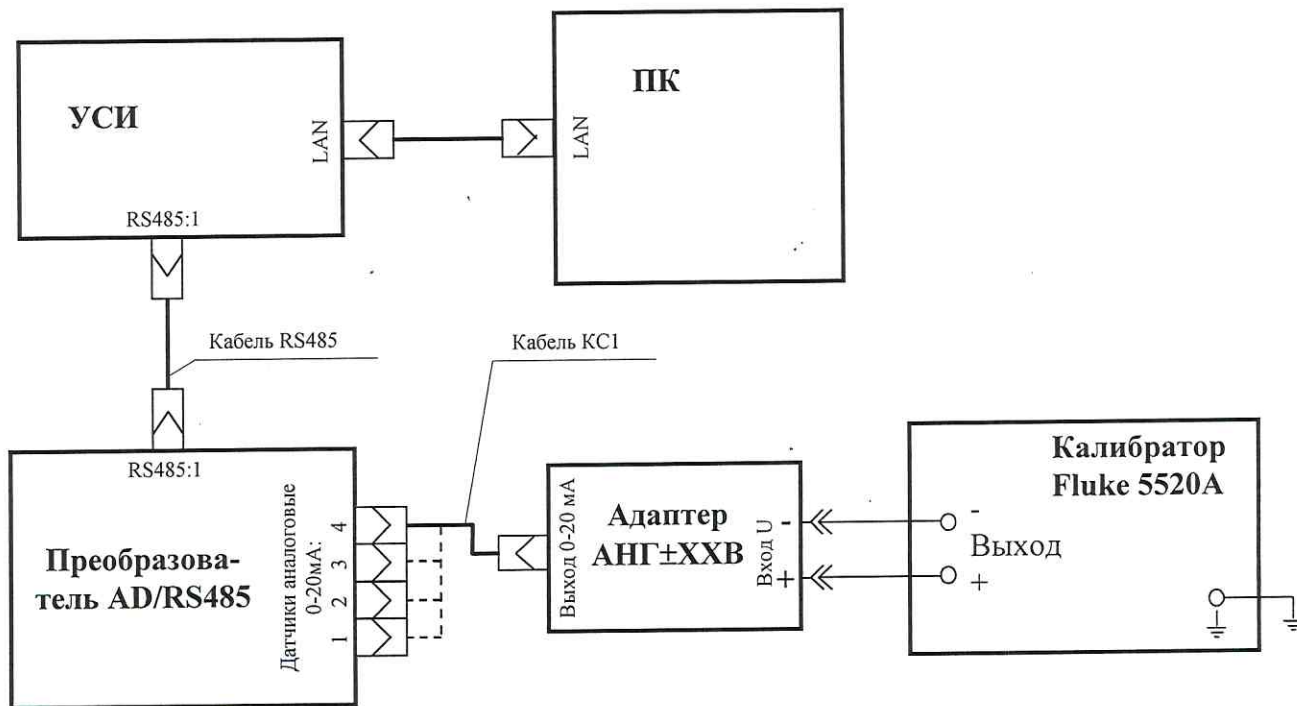 УСИ
LAN
RS485:1
ПК
LAN
Кабель RS485
Кабель КС1
RS485:1
Преобразова-
тель AD/RS485
Датчики аналоговые
0-20мА:
4
3
2
1
Выход 0-20 мА
Адаптер
АНГ±ХХВ
Вход U
-
+
Калибратор
Fluke 5520A
-
Выход
+